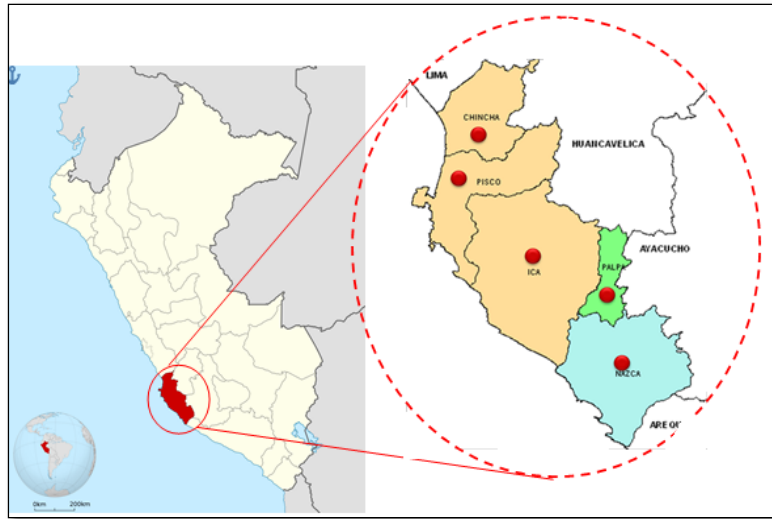 LIMA
CHINCHA
HUANCAVELICA
PISCO
AYACUCHO
ICA
PALPA
NAZCA
0km 200km